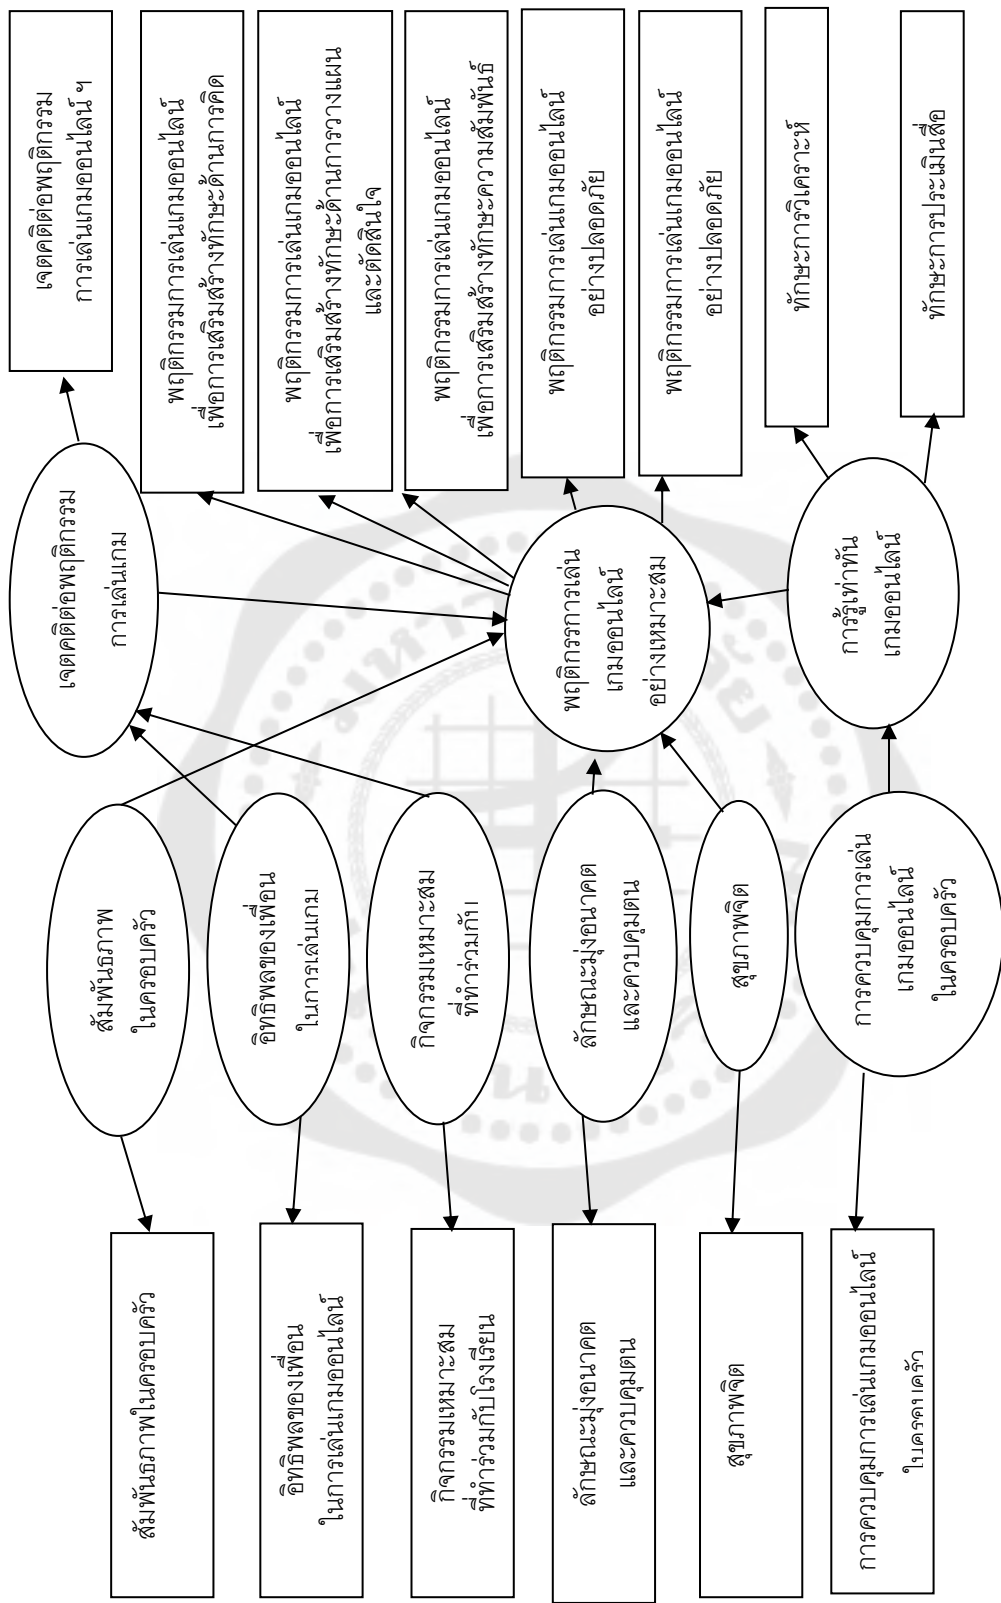 สัมพันธภาพในครอบครัว
อิทธิพลของเพื่อน
ในการเล่นเกมออนไลน์
กิจกรรมเหมาะสม
ที่ทำร่วมกับโรงเรียน
ลักษณะมุ่งอนาคต
และควบคุมตน
สุขภาพจิต
การควบคุมการเล่นเกมออนไลน์
ในครอบครัว
สัมพันธภาพ
ในครอบครัว
อิทธิพลของเพื่อน
ในการเล่นเกม
กิจกรรมเหมาะสม
ที่ทำร่วมกับเ
ลักษณะมุ่งอนาคต
และควบคุมตน
สุขภาพจิต
การควบคุมการเล่น
เกมออนไลน์
ในครอบครัว
เจตคติต่อพฤติกรรม
การเล่นเกม
พฤติกรรการเล่น
เกมออนไลน์
อย่างเหมาะสม
การรู้เท่าทัน
เกมออนไลน์
เจตคติต่อพฤติกรรม
การเล่นเกมออนไลน์ ฯ
พฤติกรรมการเล่นเกมออนไลน์
เพื่อการเสริมสร้างทักษะด้านการคิด
พฤติกรรมการเล่นเกมออนไลน์
เพื่อการเสริมสร้างทักษะด้านการวางแผน
และตัดสินใจ
พฤติกรรมการเล่นเกมออนไลน์
เพื่อการเสริมสร้างทักษะความสัมพันธ์
พฤติกรรมการเล่นเกมออนไลน์
อย่างปลอดภัย
พฤติกรรมการเล่นเกมออนไลน์
อย่างปลอดภัย
ทักษะการวิเคราะห์
ทักษะการประเมินสื่อ